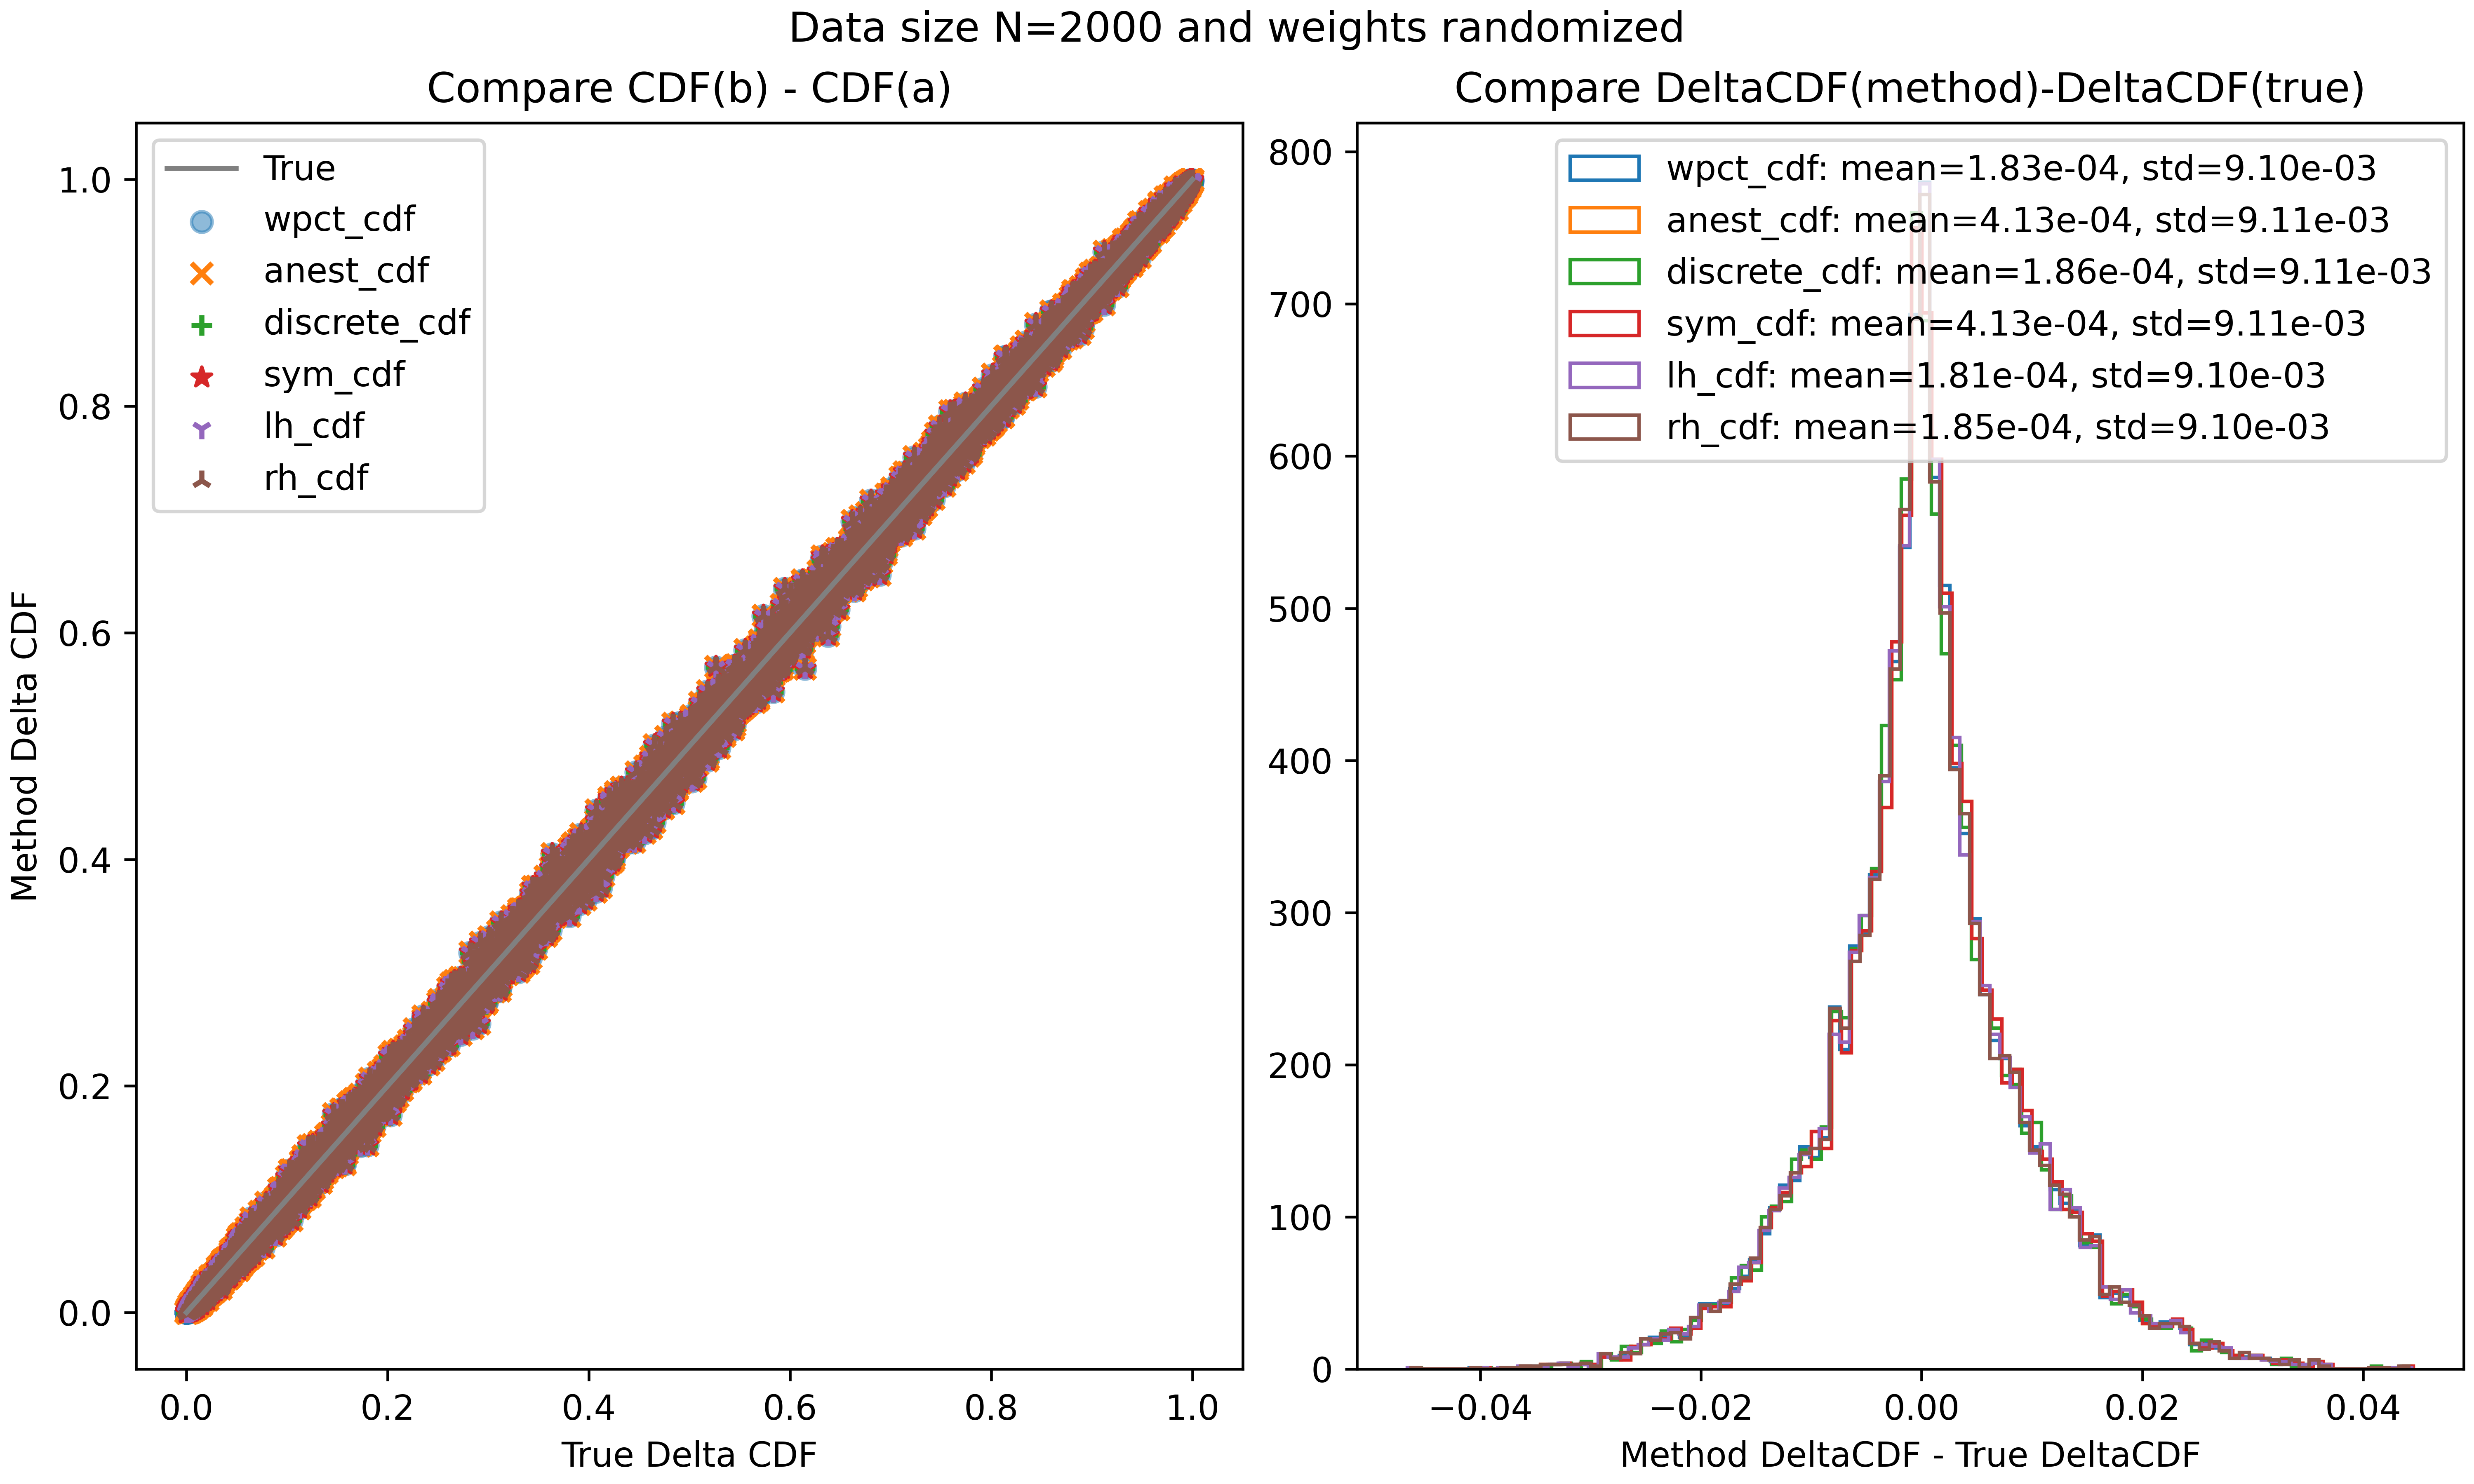 Data size N=2000 and weights randomized
Compare CDF(b) - CDF(a)
True
wpct_cdf
anest_cdf
discrete_cdf
sym_cdf
lh_cdf
rh_cdf
1.0
0.8
0.6
0.4
0.2
0.0
Method Delta CDF
0.0 0.2 0.4 0.6 0.8 1.0
True Delta CDF
Compare DeltaCDF(method)-DeltaCDF(true)
wpct_cdf: mean=1.83e-04, std=9.10e-03
anest_cdf: mean=4.13e-04, std=9.11e-03
discrete_cdf: mean=1.86e-04, std=9.11e-03
sym_cdf: mean=4.13e-04, std=9.11e-03
lh_cdf: mean=1.81e-04, std=9.10e-03
rh_cdf: mean=1.85e-04, std=9.10e-03
800
700
600
500
400
300
200
100
0
−0.04 −0.02 0.00 0.02 0.04
Method DeltaCDF - True DeltaCDF